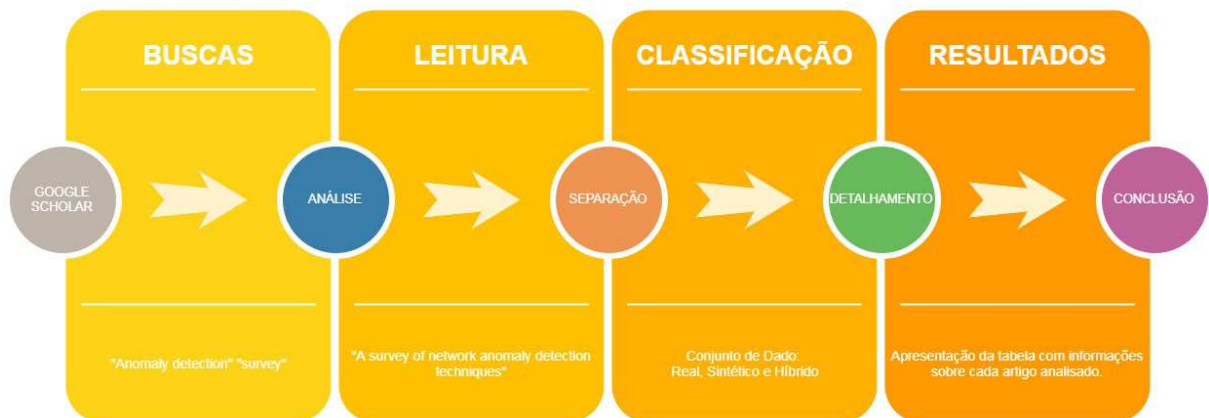 BUSCAS
LEITURA
CLASSIFICAÇÃO
RESULTADOS
GOOGLE
SCHOLAR
ANÁLISE
SEPARAÇÃO
DETALHAMENTO
CONCLUSÃO
"Anomaly detection" "survey"
"A survey of network anomaly detection
techniques"
Conjunto de Dado:
Real, Sintético e Híbrido
Apresentação da tabela com informações
sobre cada artigo analisado.